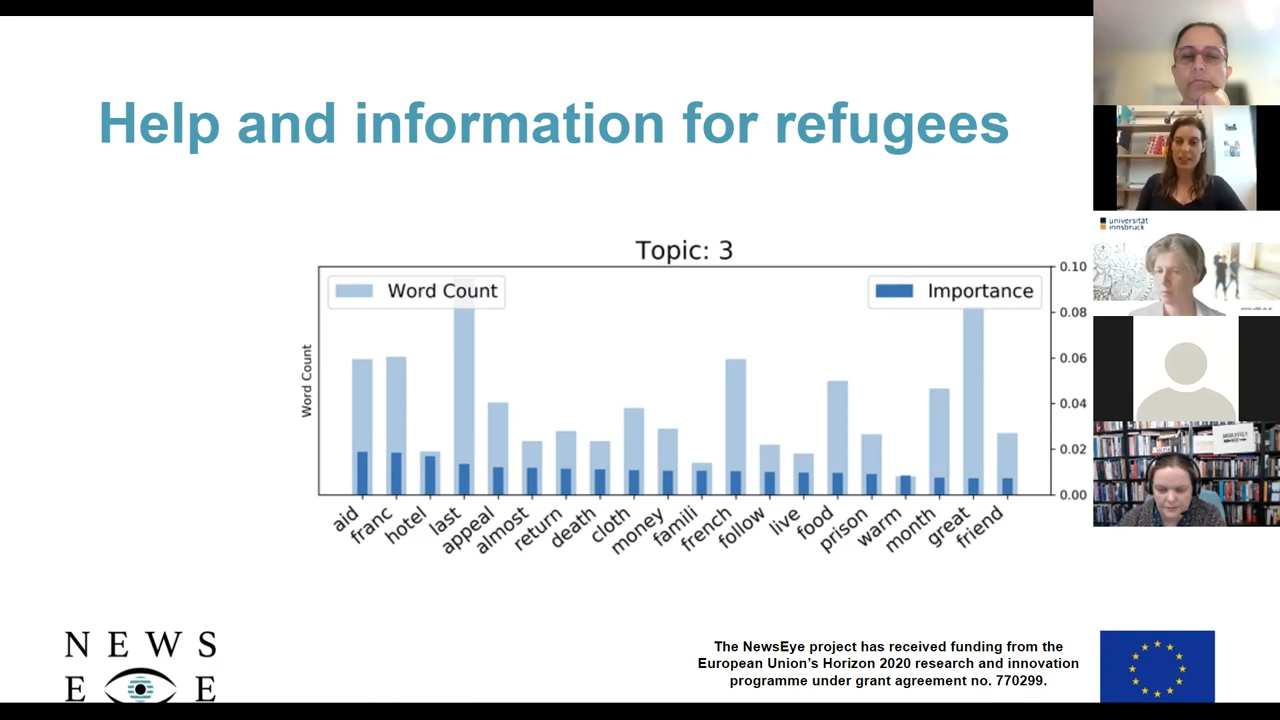 Help and information for refugees
Topic: 3
Word Count
Importance
Word Count
0.10
0.08
0.06
0.04
0.02
0.00
aid
franc
hotel
last
appeal
almost
return
death
cloth
money
famili
french
follow
live
food
prison
warm
month
great
friend
NEWS
E E
The NewsEye project has received funding from the
European Union's Horizon 2020 research and innovation
programme under grant agreement no. 770299.
universität
innsbruck